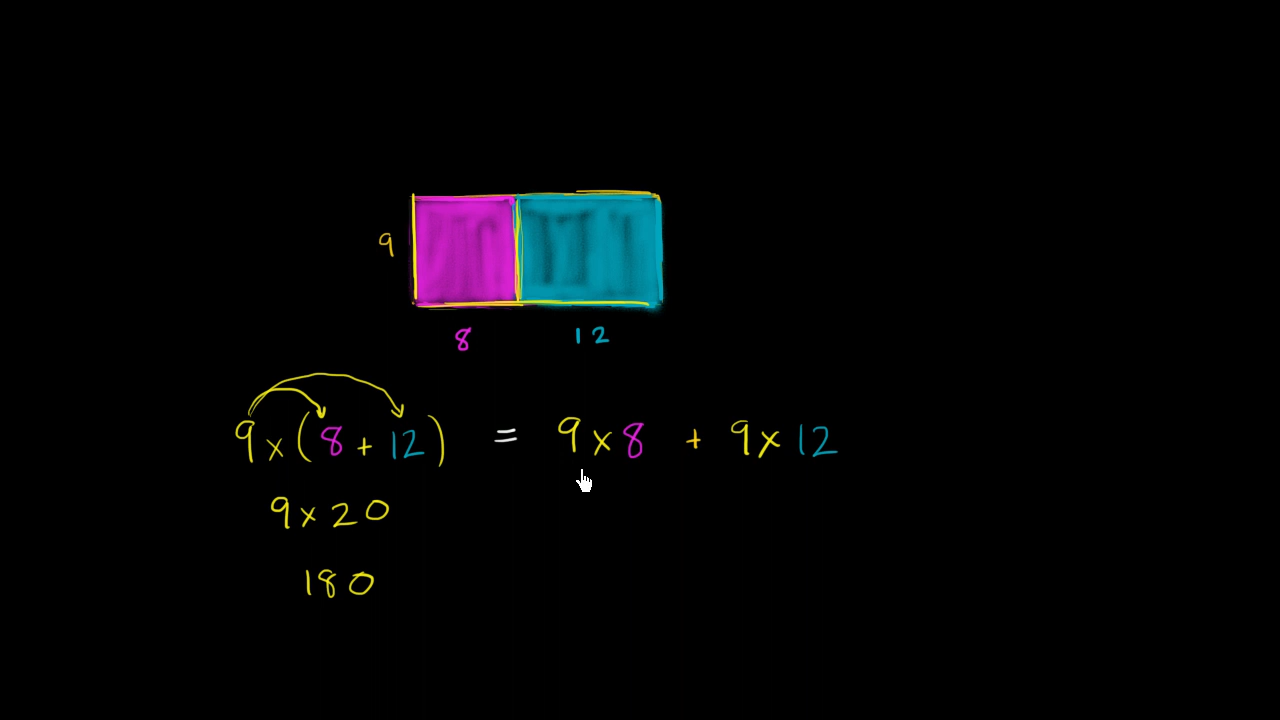 9
8 12
9 x (8 + 12) = 9 x 8 + 9 x 12
9 x 20
180